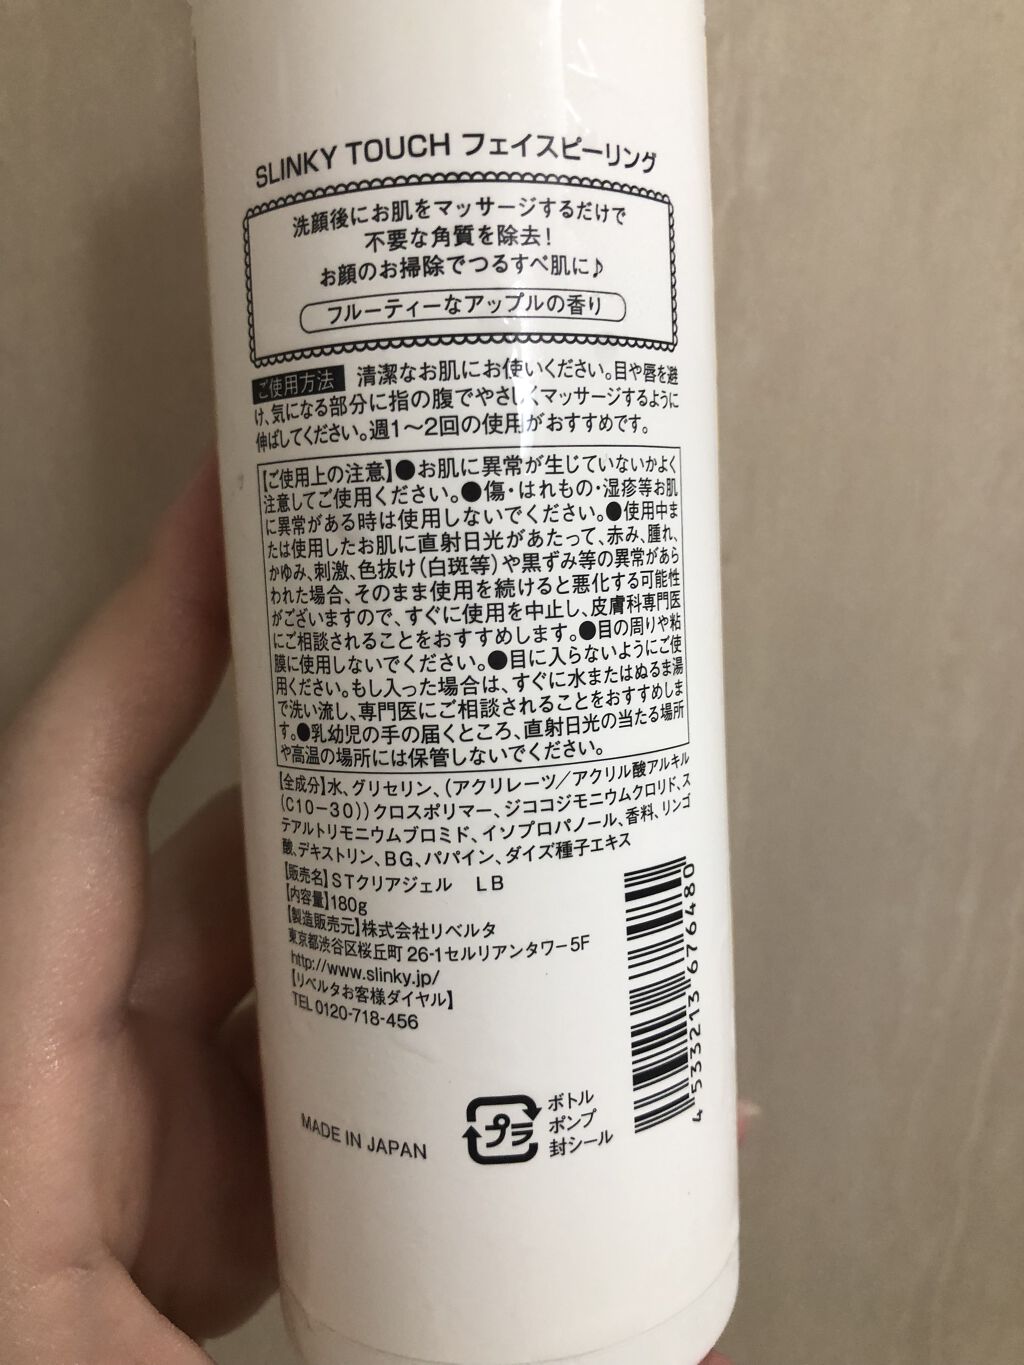 SLINKY TOUCH フェイスピーリング
洗顔後にお肌をマッサージするだけで
不要な角質を除去!
お顔のお掃除でつるすべ肌に♪
フルーティーなアップルの香り
ご使用方法 清潔なお肌にお使いください。目や唇を避
け、気になる部分に指の腹でやさしくマッサージするように
伸ばしてください。週1〜2回の使用がおすすめです。
【ご使用上の注意】●お肌に異常が生じていないかよく
注意してご使用ください。●傷・はれもの・湿疹等お肌
に異常がある時は使用しないでください。●使用中ま
たは使用したお肌に直射日光があたって、赤み、腫れ、
かゆみ、刺激、色抜け(白斑等)や黒ずみ等の異常があら
われた場合、そのまま使用を続けると悪化する可能性
がございますので、すぐに使用を中止し、皮膚科専門医
にご相談されることをおすすめします。●目の周りや粘
膜に使用しないでください。●目に入らないようにご使
用ください。もし入った場合は、すぐに水またはぬるま湯
で洗い流し、専門医にご相談されることをおすすめしま
す。●乳幼児の手の届くところ、直射日光の当たる場所
や高温の場所には保管しないでください。
【全成分】水、グリセリン、(アクリレーツ/アクリル酸アルキル
(C10-30))クロスポリマー、ジココジモニウムクロリド、ス
テアルトリモニウムブロミド、イソプロパノール、香料、リンゴ
酸、デキストリン、BG、パパイン、ダイズ種子エキス
【販売名】STクリアジェル LB
【内容量】180g
【製造販売元】株式会社リベルタ
東京都渋谷区桜丘町26-1セルリアンタワー5F
http://www.slinky.jp/
【リベルタお客様ダイヤル】
TEL 0120-718-456
4 533213 676480
MADE IN JAPAN
プラ
ボトル
ポンプ
封シール